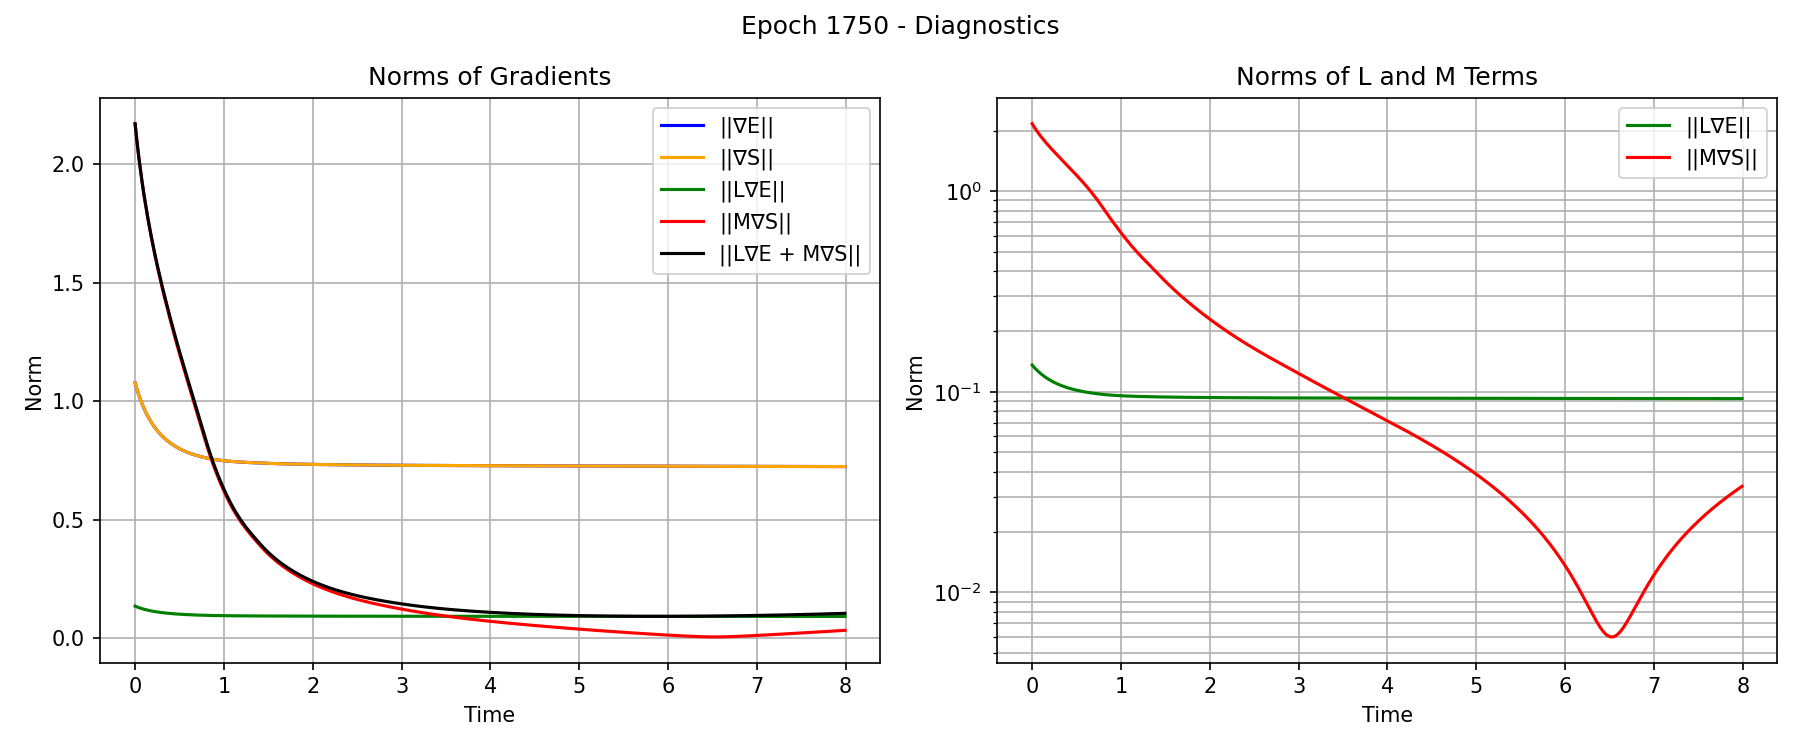 Epoch 1750 - Diagnostics
Norms of Gradients
Norm
2.0
1.5
1.0
0.5
0.0
||∇E||
||∇S||
||L∇E||
||M∇S||
||L∇E + M∇S||
0 1 2 3 4 5 6 7 8
Time
Norms of L and M Terms
Norm
10⁰
10⁻¹
10⁻²
||L∇E||
||M∇S||
0 1 2 3 4 5 6 7 8
Time